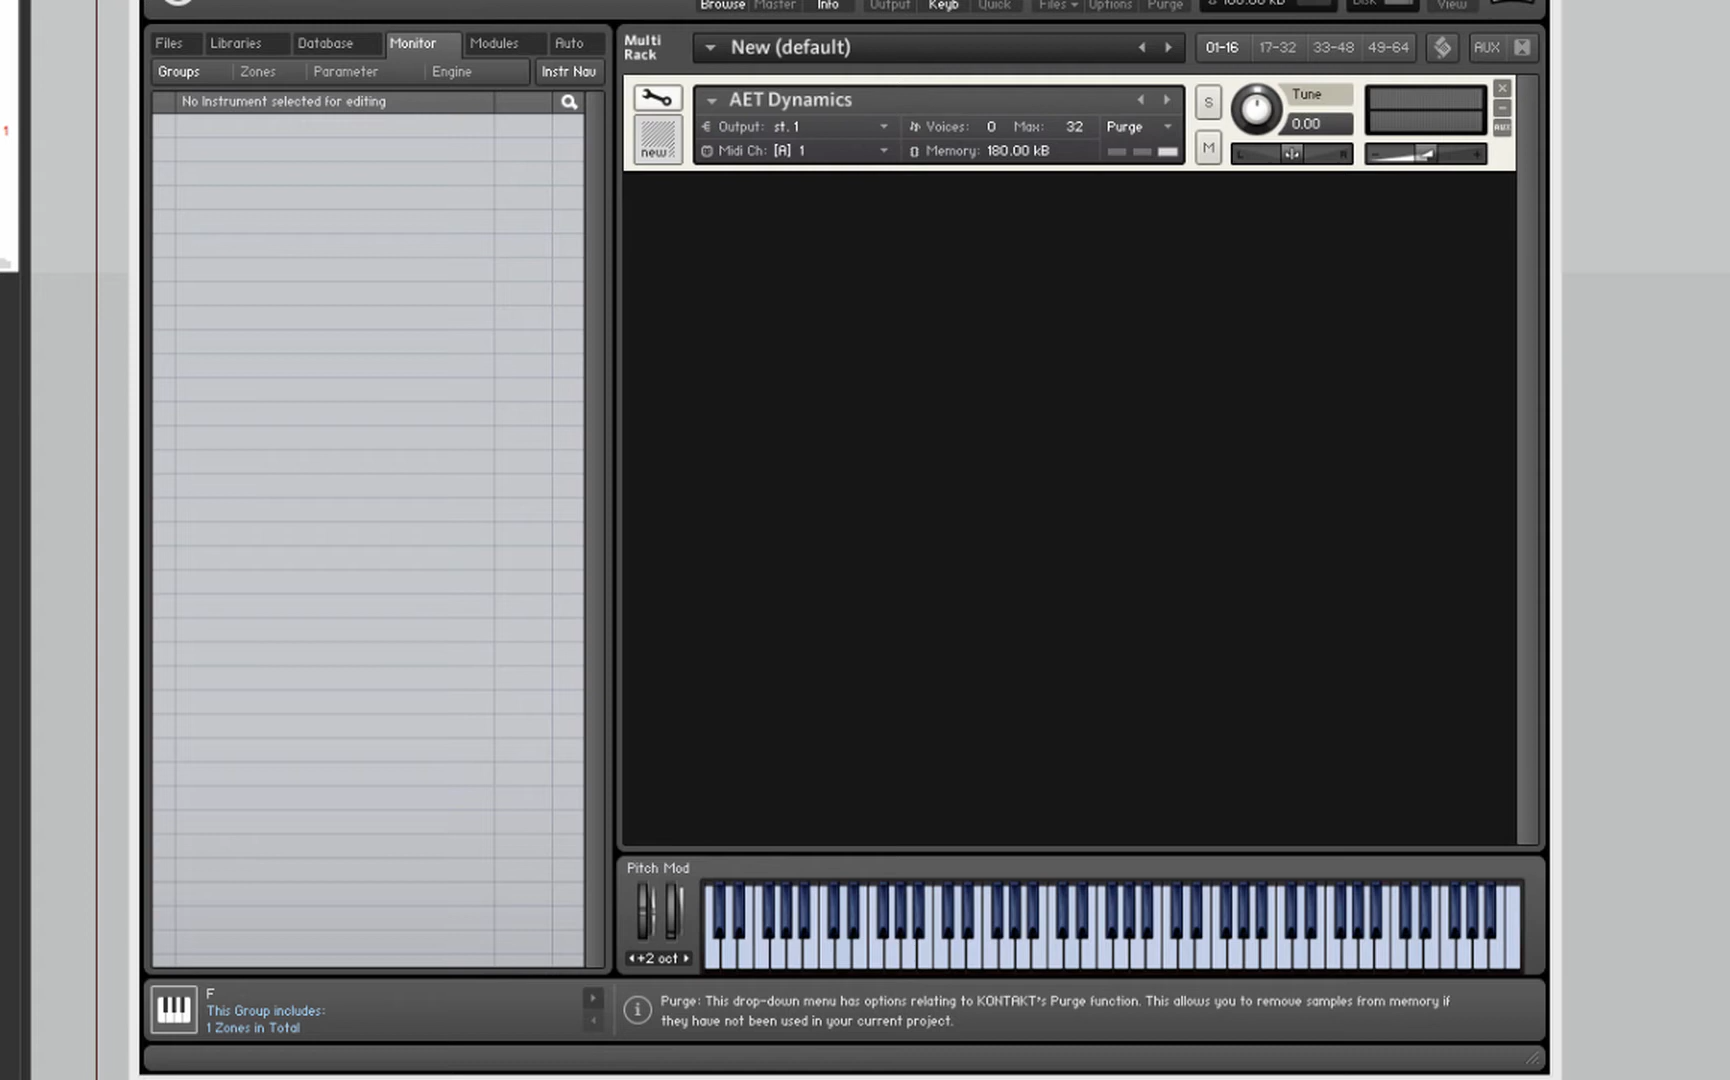 Browse Master Info Output Keyb Quick Files Options Purge View
1
Files Libraries Database Monitor Modules Auto
Groups Zones Parameter Engine Instr Nav
No Instrument selected for editing
Multi
Rack
New (default)
01-16 17-32 33-48 49-64 AUX
AET Dynamics
Output: st. 1 Voices: 0 Max: 32 Purge
Midi Ch: [A] 1 Memory: 180.00 kB
new
S
M
Tune
0.00
L R
- +
AUX
Pitch Mod
+2 oct
F
This Group includes:
1 Zones in Total
Purge: This drop-down menu has options relating to KONTAKT's Purge function. This allows you to remove samples from memory if
they have not been used in your current project.